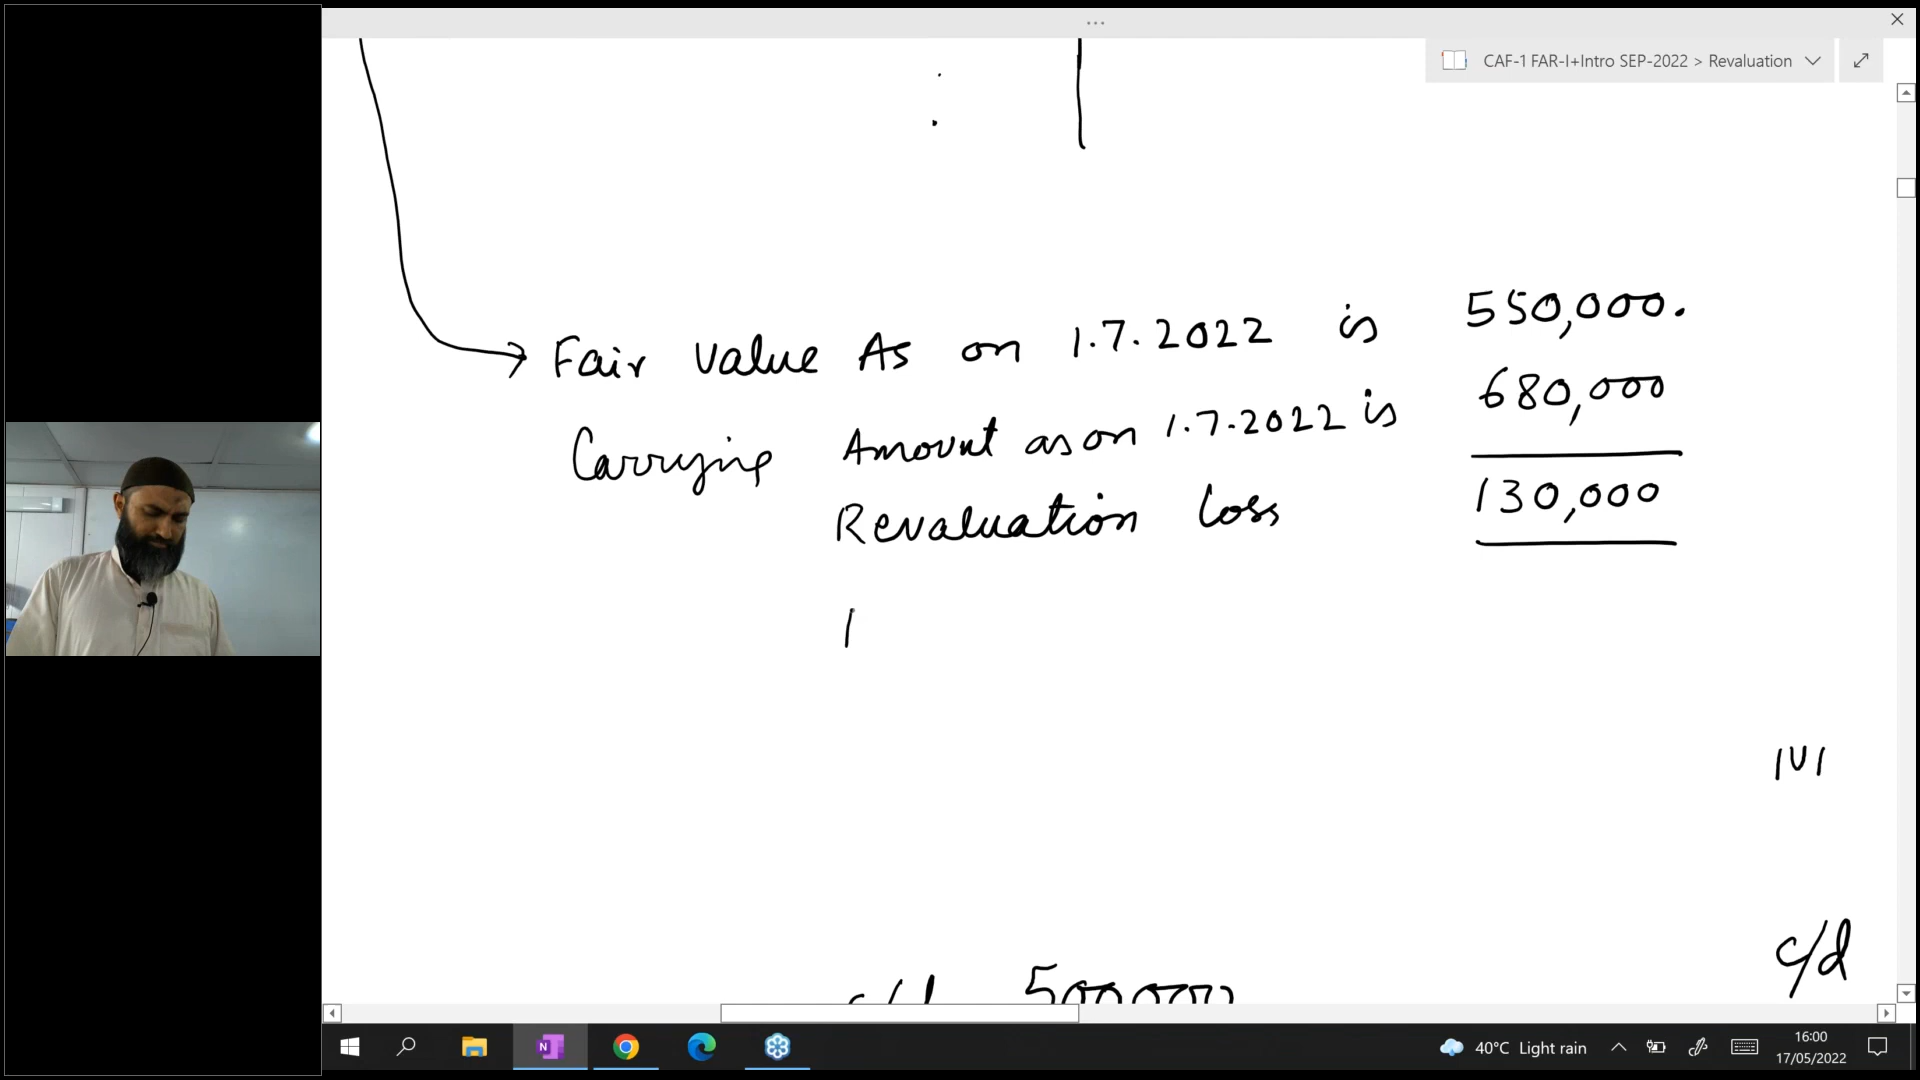 CAF-1 FAR-I+Intro SEP-2022 > Revaluation
Fair value As on 1.7.2022 is 550,000.
Carrying Amount as on 1.7.2022 is 680,000
Revaluation Loss 130,000
1
c/d
c/d 500000
N
40°C Light rain
16:00
17/05/2022